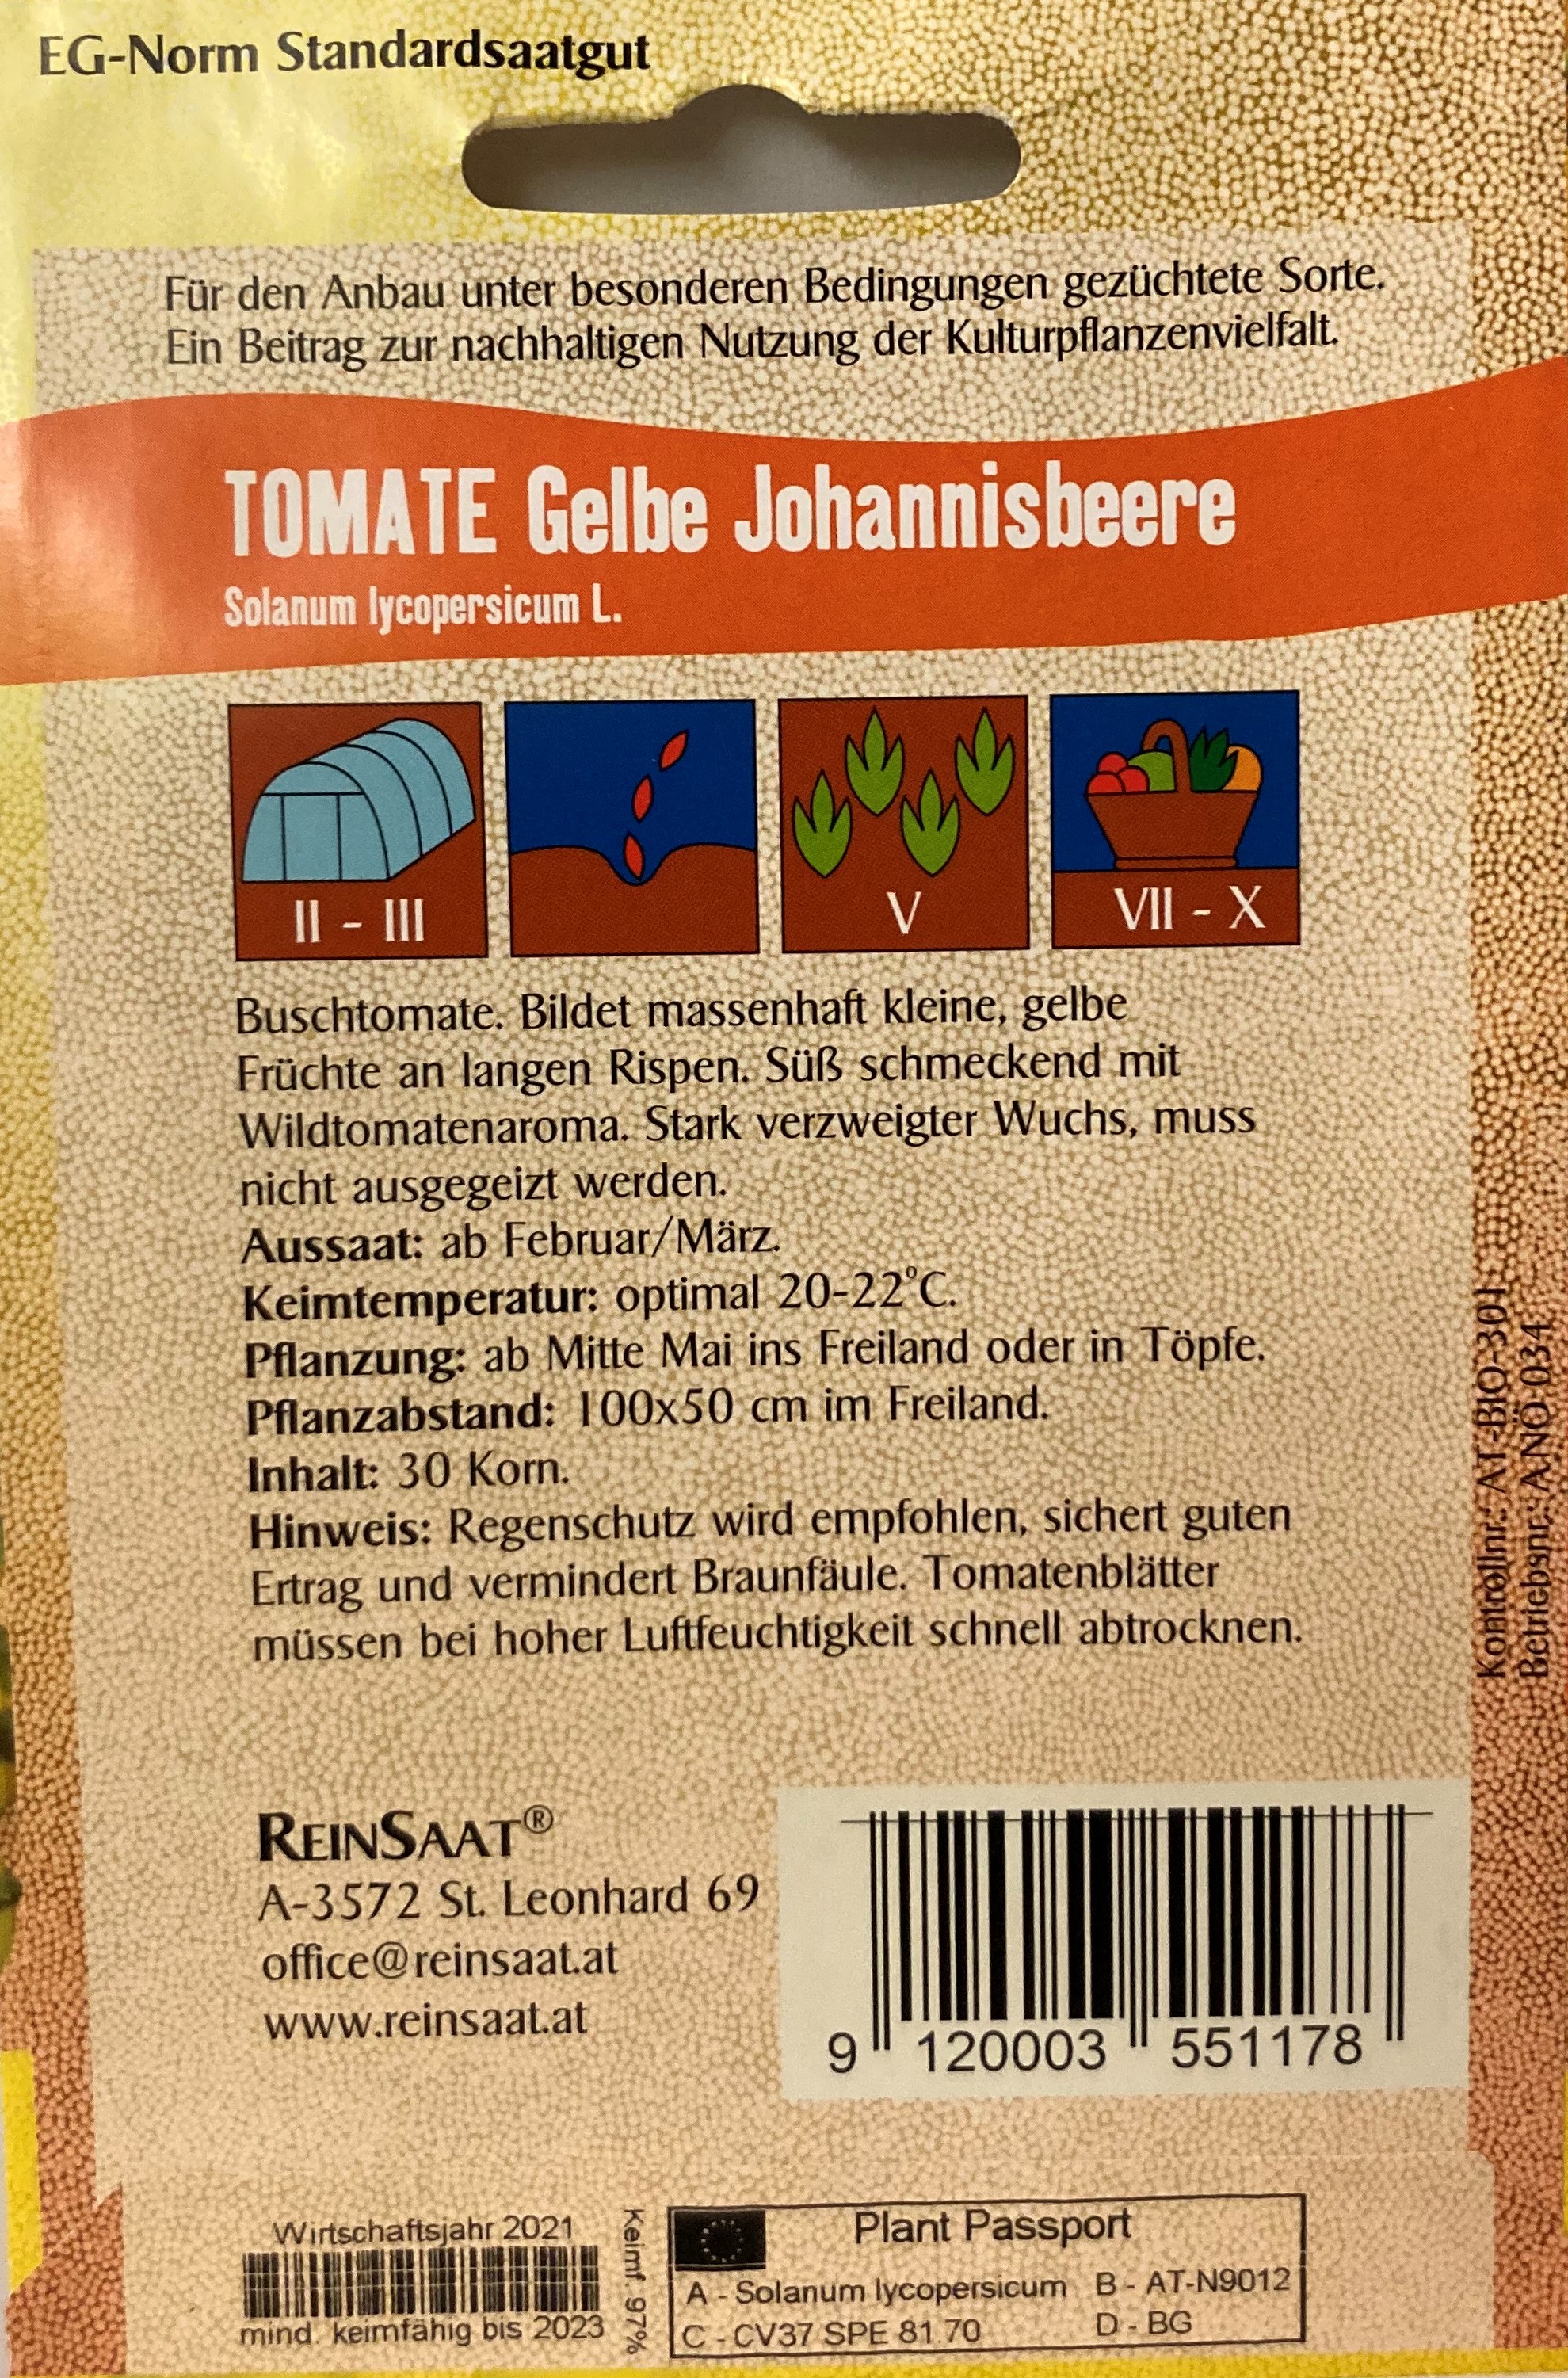 EG-Norm Standardsaatgut
Für den Anbau unter besonderen Bedingungen gezüchtete Sorte.
Ein Beitrag zur nachhaltigen Nutzung der Kulturpflanzenvielfalt.
TOMATE Gelbe Johannisbeere
Solanum lycopersicum L.
II - III
V
VII - X
Buschtomate. Bildet massenhaft kleine, gelbe
Früchte an langen Rispen. Süß schmeckend mit
Wildtomatenaroma. Stark verzweigter Wuchs, muss
nicht ausgegeizt werden.
Aussaat: ab Februar/März.
Keimtemperatur: optimal 20-22°C.
Pflanzung: ab Mitte Mai ins Freiland oder in Töpfe.
Pflanzabstand: 100x50 cm im Freiland.
Inhalt: 30 Korn.
Hinweis: Regenschutz wird empfohlen, sichert guten
Ertrag und vermindert Braunfäule. Tomatenblätter
müssen bei hoher Luftfeuchtigkeit schnell abtrocknen.
Kontrollnr.: AT-BIO-301
Betriebsnr.: ANÖ-034
REINSAAT®
A-3572 St. Leonhard 69
office@reinsaat.at
www.reinsaat.at
9 120003 551178
Wirtschaftsjahr 2021
mind. keimfähig bis 2023
Keimf. 97%
Plant Passport
A - Solanum lycopersicum B - AT-N9012
C - CV37 SPE 81.70 D - BG